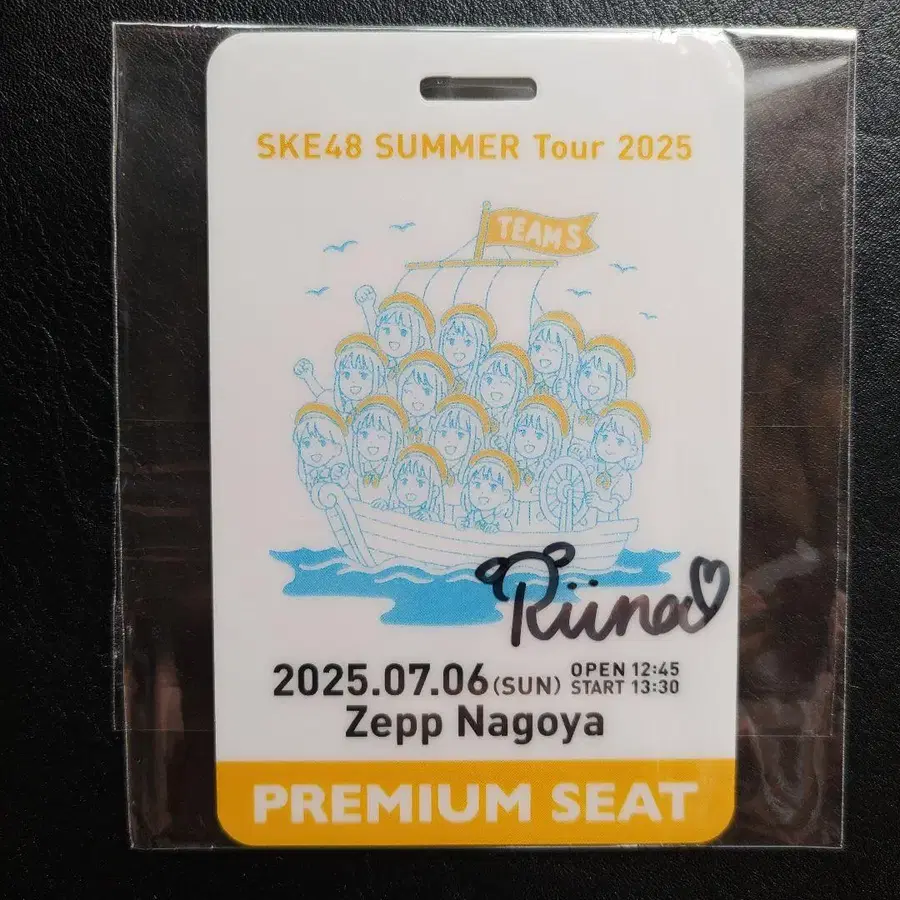 SKE48 SUMMER Tour 2025
TEAM S
Riina
2025.07.06(SUN) OPEN 12:45
START 13:30
Zepp Nagoya
PREMIUM SEAT